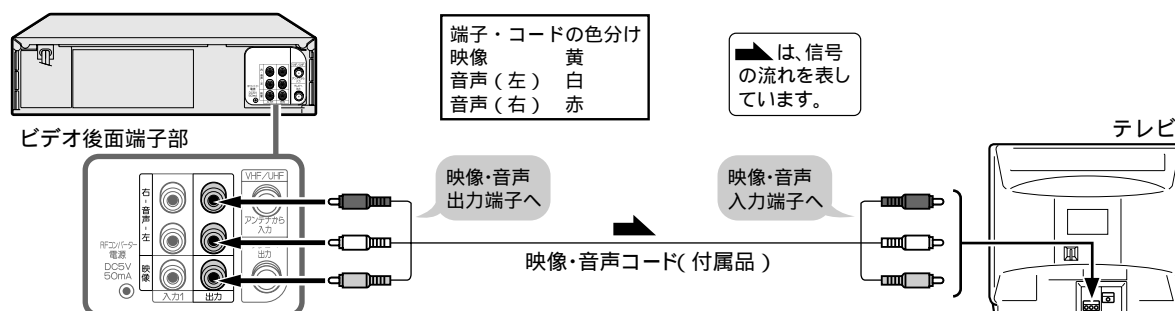 端子・コードの色分け
映像 黄
音声(左) 白
音声(右) 赤
は、信号
の流れを表し
ています。
テレビ
ビデオ後面端子部
VHF/UHF
アンテナから
入力
出力
右-音声-左
映像
RFコンバーター
電源
DC5V
50mA
入力1
出力
映像・音声
出力端子へ
映像・音声
入力端子へ
映像・音声コード(付属品)